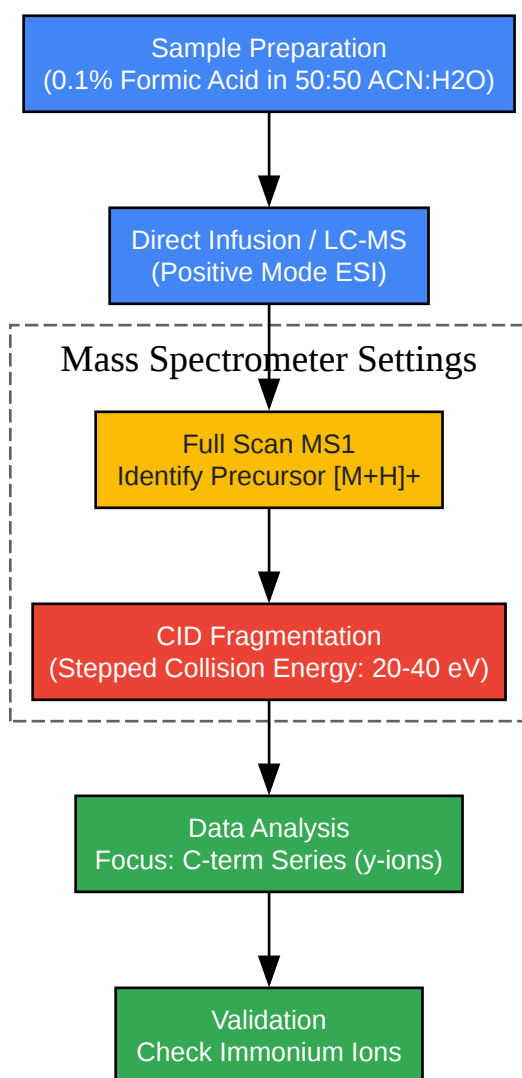 Sample Preparation
(0.1% Formic Acid in 50:50 ACN:H2O)
Direct Infusion / LC-MS
(Positive Mode ESI)
Mass Spectrometer Settings
Full Scan MS1
Identify Precursor [M+H]+
CID Fragmentation
(Stepped Collision Energy: 20-40 eV)
Data Analysis
Focus: C-term Series (y-ions)
Validation
Check Immonium Ions